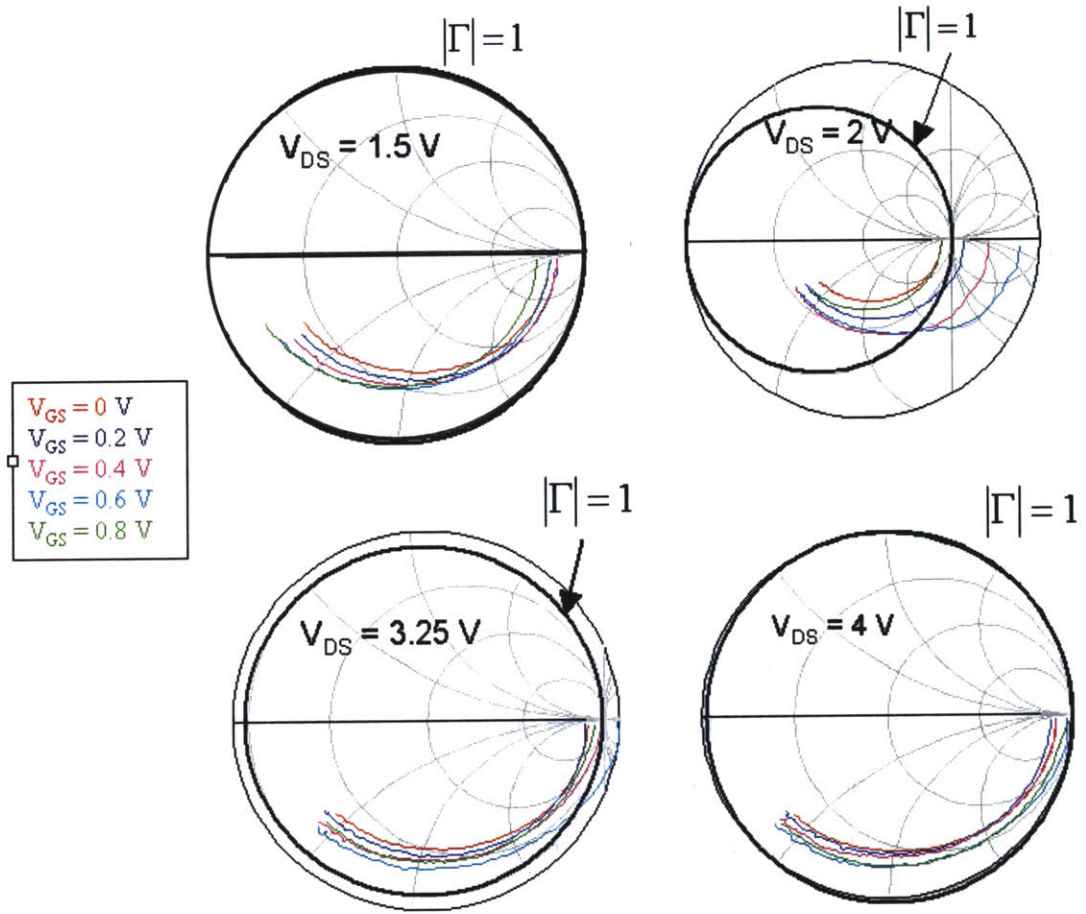 |Γ| = 1
|Γ| = 1
V_DS = 1.5 V
V_DS = 2 V
V_GS = 0 V
V_GS = 0.2 V
V_GS = 0.4 V
V_GS = 0.6 V
V_GS = 0.8 V
|Γ| = 1
|Γ| = 1
V_DS = 3.25 V
V_DS = 4 V